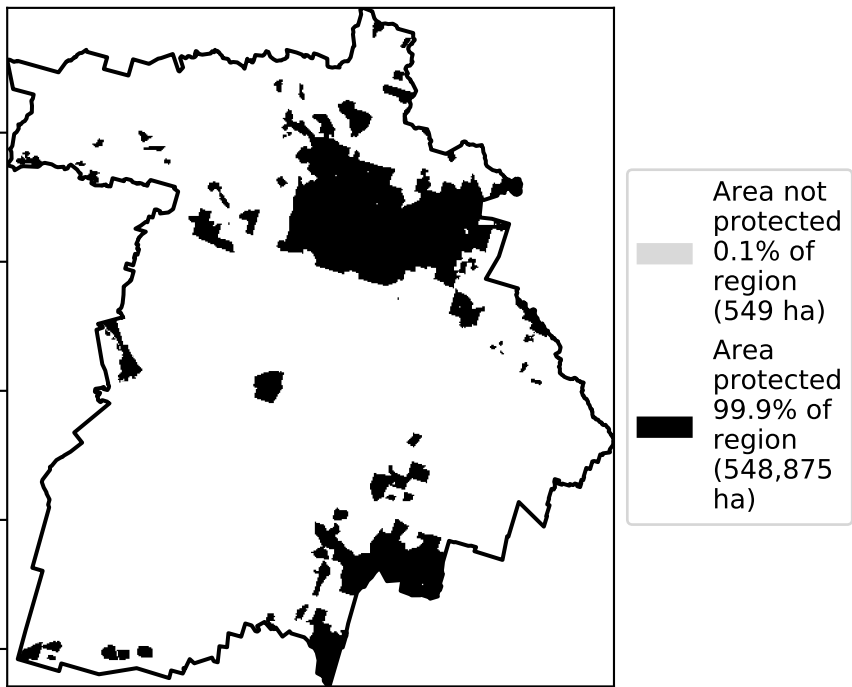 Area not
protected
0.1% of
region
(549 ha)
Area
protected
99.9% of
region
(548,875
ha)